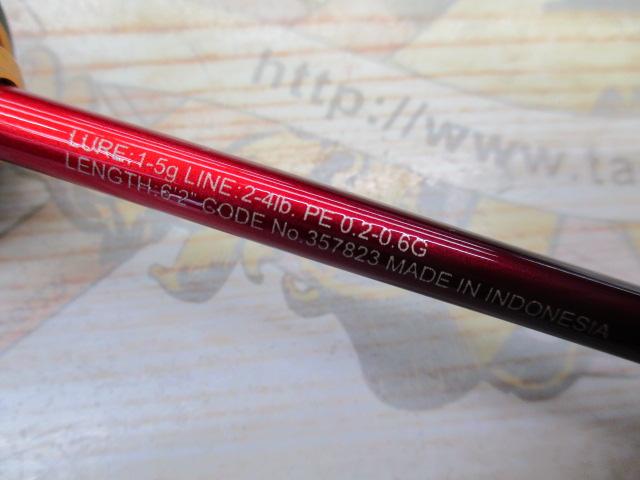 http://www.ta
LURE:1-5g LINE:2-4lb. PE 0.2-0.6G
LENGTH:6'2" CODE No.357823 MADE IN INDONESIA